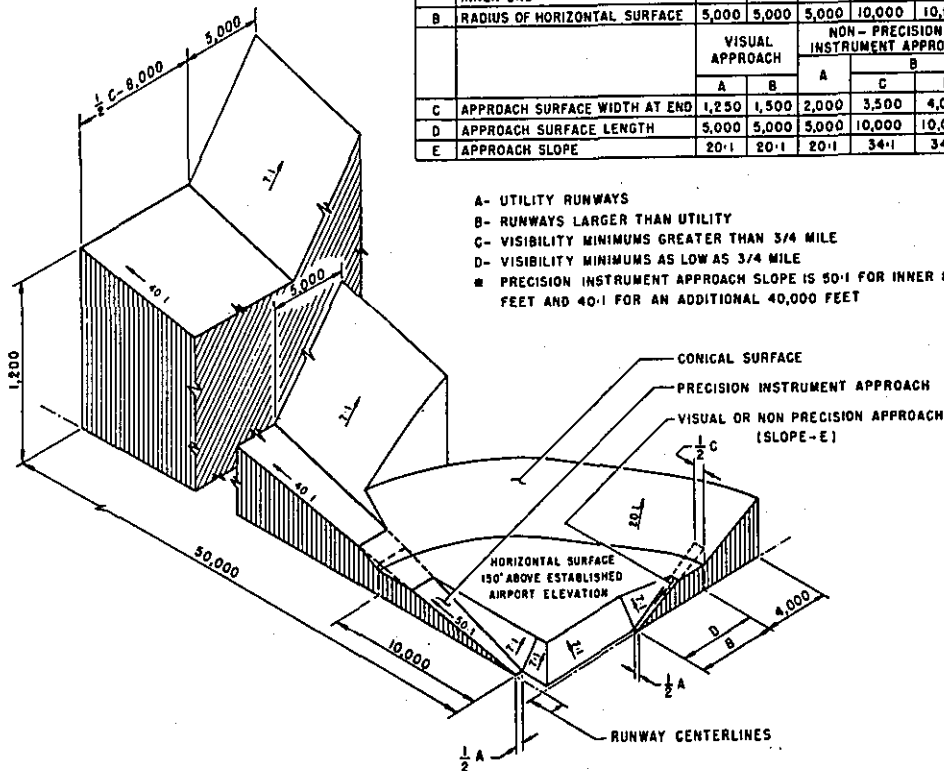 B RADIUS OF HORIZONTAL SURFACE 5,000 5,000 5,000 10,000
VISUAL APPROACH
NON-PRECISION
A B A B
C
C APPROACH SURFACE WIDTH AT END 1,250 1,500 2,000 3,500
D APPROACH SURFACE LENGTH 5,000 5,000 5,000 10,000
E APPROACH SLOPE 20:1 20:1 20:1 34:1
A- UTILITY RUNWAYS
B- RUNWAYS LARGER THAN UTILITY
C- VISIBILITY MINIMUMS GREATER THAN 3/4 MILE
D- VISIBILITY MINIMUMS AS LOW AS 3/4 MILE
* PRECISION INSTRUMENT APPROACH SLOPE IS 50:1 FOR INNER
FEET AND 40:1 FOR AN ADDITIONAL 40,000 FEET
5,000
½ C-8,000
7:1
40:1
5,000
1,200
7:1
CONICAL SURFACE
PRECISION INSTRUMENT APPROACH
VISUAL OR NON PRECISION APPROACH
(SLOPE-E)
½ C
40:1
20:1
50,000
HORIZONTAL SURFACE
150' ABOVE ESTABLISHED
AIRPORT ELEVATION
50:1
7:1
7:1
7:1
7:1
7:1
4,000
D
B
10,000
½ A
RUNWAY CENTERLINES
½ A